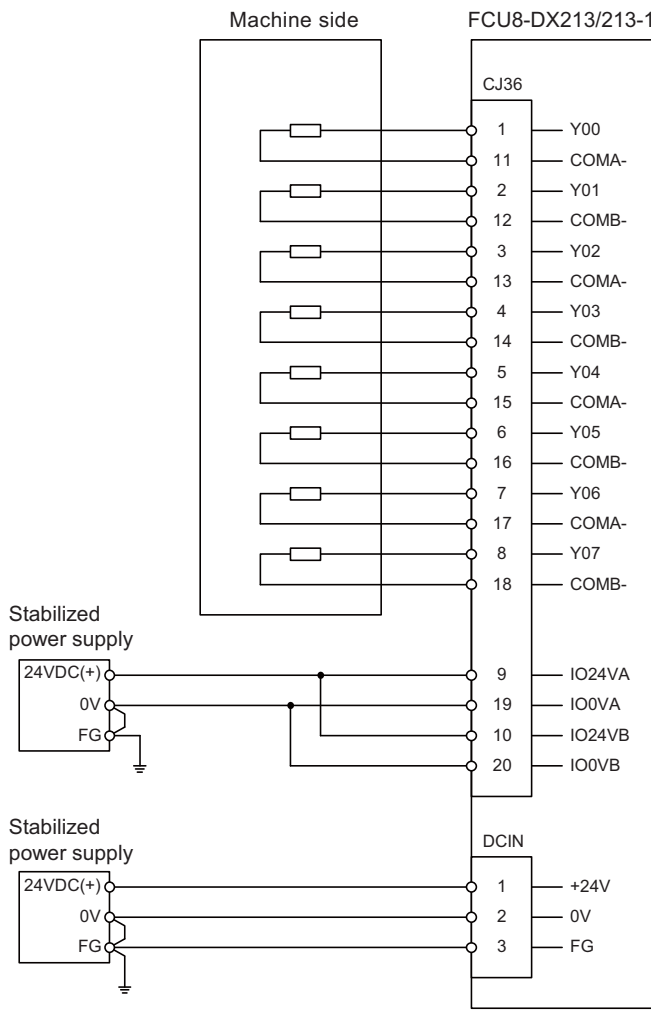 Machine side
FCU8-DX213/213-1
CJ36
1 Y00
11 COMA-
2 Y01
12 COMB-
3 Y02
13 COMA-
4 Y03
14 COMB-
5 Y04
15 COMA-
6 Y05
16 COMB-
7 Y06
17 COMA-
8 Y07
18 COMB-
Stabilized
power supply
24VDC(+) 9 IO24VA
0V 19 IO0VA
FG 10 IO24VB
20 IO0VB
Stabilized
power supply
DCIN
24VDC(+) 1 +24V
0V 2 0V
FG 3 FG